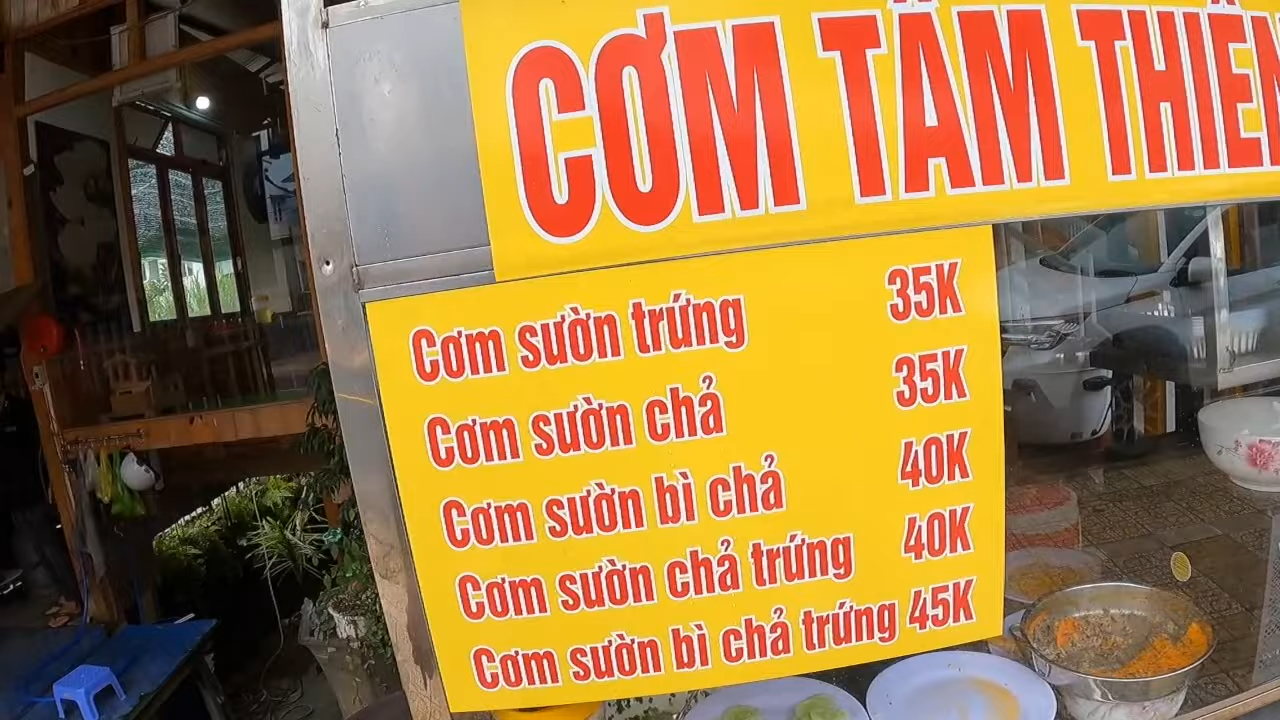 CƠM TẤM THIÊN
Cơm sườn trứng 35K
Cơm sườn chả 35K
Cơm sườn bì chả 40K
Cơm sườn chả trứng 40K
Cơm sườn bì chả trứng 45K